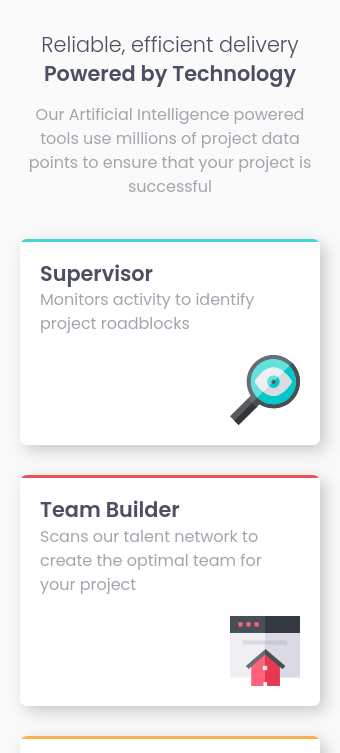 Reliable, efficient delivery
Powered by Technology
Our Artificial Intelligence powered
tools use millions of project data
points to ensure that your project is
successful
Supervisor
Monitors activity to identify
project roadblocks
Team Builder
Scans our talent network to
create the optimal team for
your project